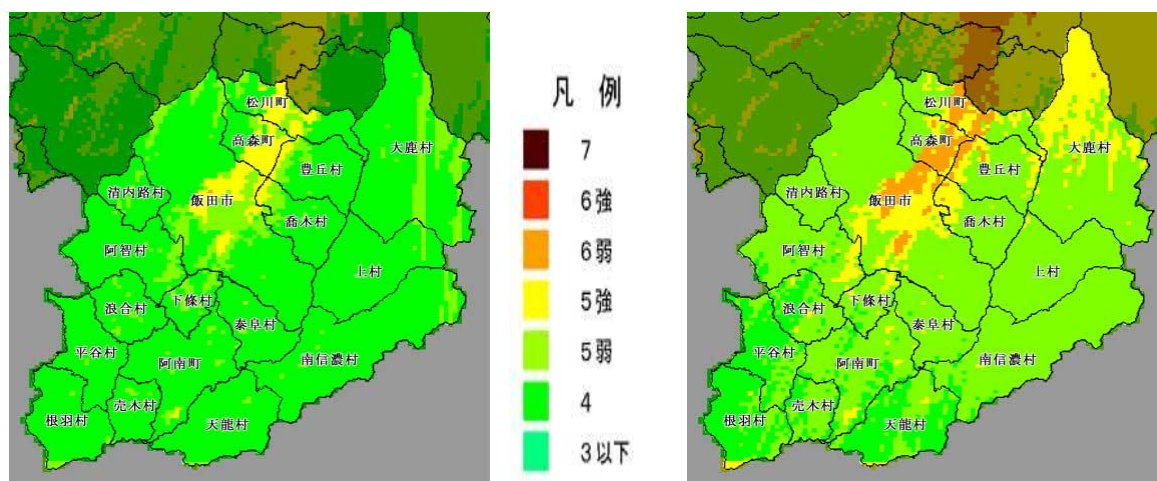 松川町
高森町
大鹿村
豊丘村
清内路村
飯田市
喬木村
阿智村
上村
浪合村
下條村
泰阜村
平谷村
阿南町
南信濃村
売木村
根羽村
天龍村
凡 例
7
6強
6弱
5強
5弱
4
3以下
松川町
高森町
大鹿村
豊丘村
清内路村
飯田市
喬木村
阿智村
上村
浪合村
下條村
泰阜村
平谷村
阿南町
南信濃村
売木村
根羽村
天龍村